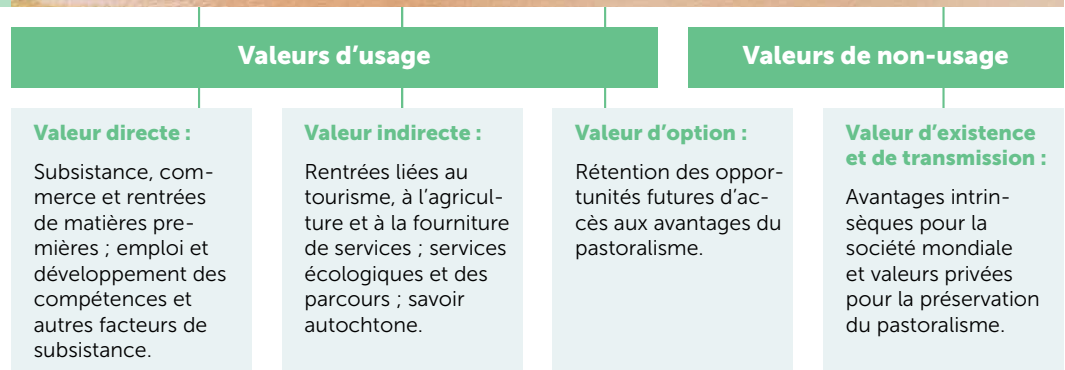 Valeurs d’usage
Valeurs de non-usage
Valeur directe :
Subsistance, com-
merce et rentrées
de matières pre-
mières ; emploi et
développement des
compétences et
autres facteurs de
subsistance.
Valeur indirecte :
Rentrées liées au
tourisme, à l’agricul-
ture et à la fourniture
de services ; services
écologiques et des
parcours ; savoir
autochtone.
Valeur d’option :
Rétention des oppor-
tunités futures d’ac-
cès aux avantages du
pastoralisme.
Valeur d’existence
et de transmission :
Avantages intrin-
sèques pour la
société mondiale
et valeurs privées
pour la préservation
du pastoralisme.